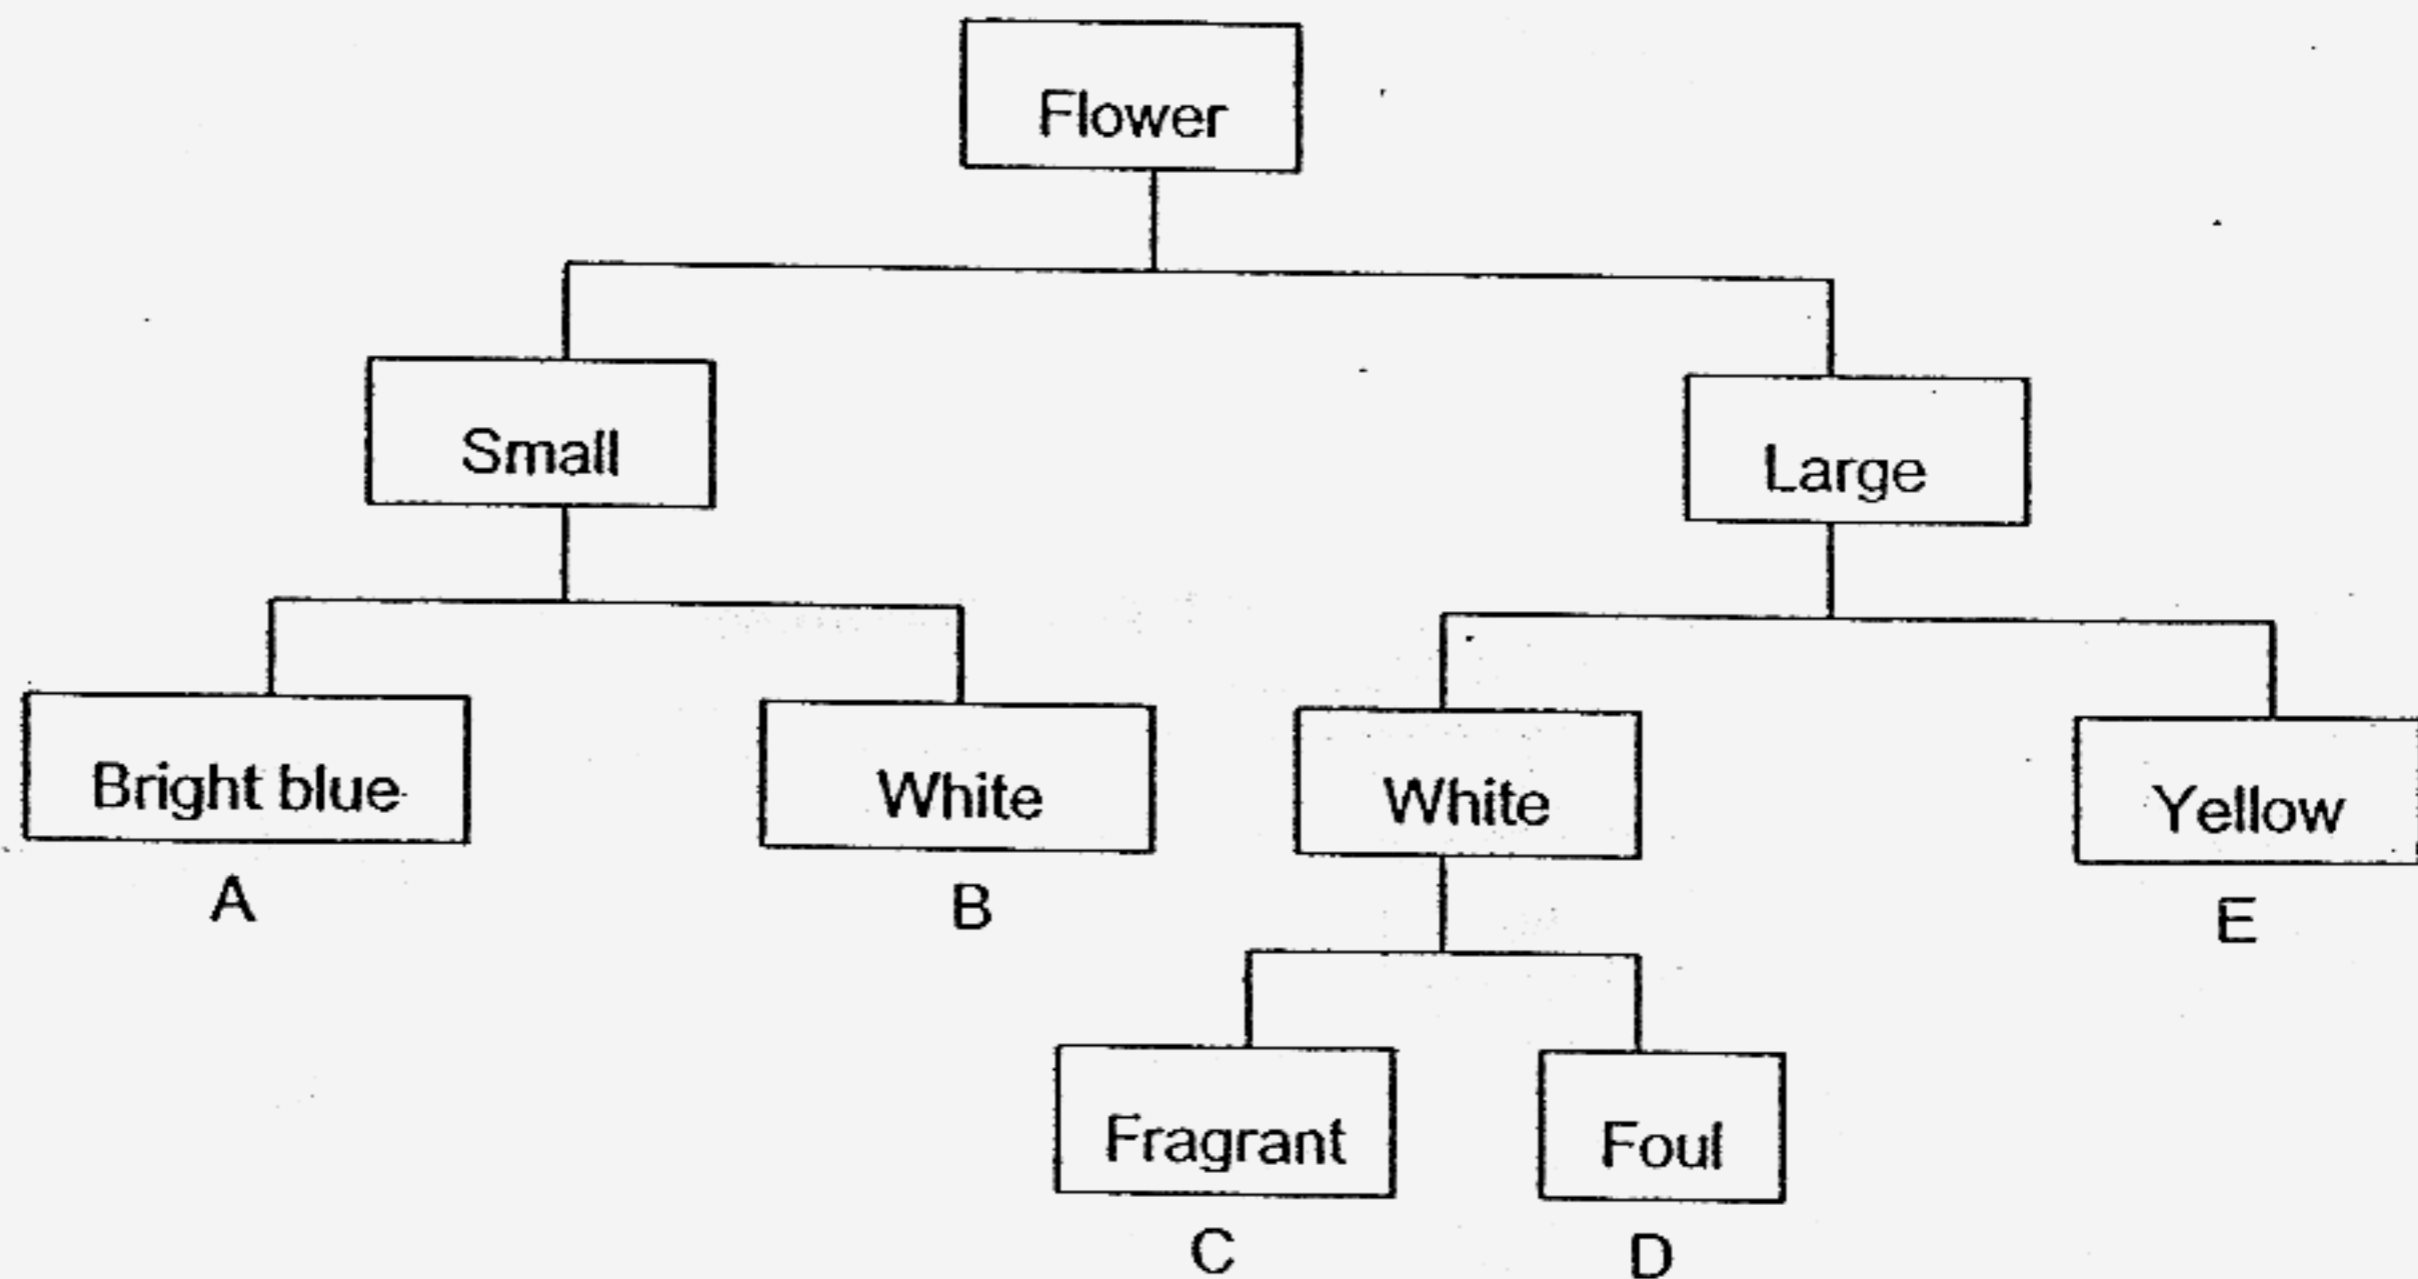 Flower
Small
Large
Bright blue
White
White
Yellow
A
B
E
Fragrant
Foul
C
D